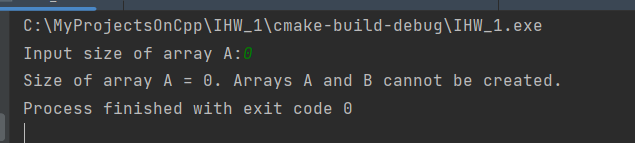 C:\MyProjectsOnCpp\IHW_1\cmake-build-debug\IHW_1.exe
Input size of array A:0
Size of array A = 0. Arrays A and B cannot be created.
Process finished with exit code 0